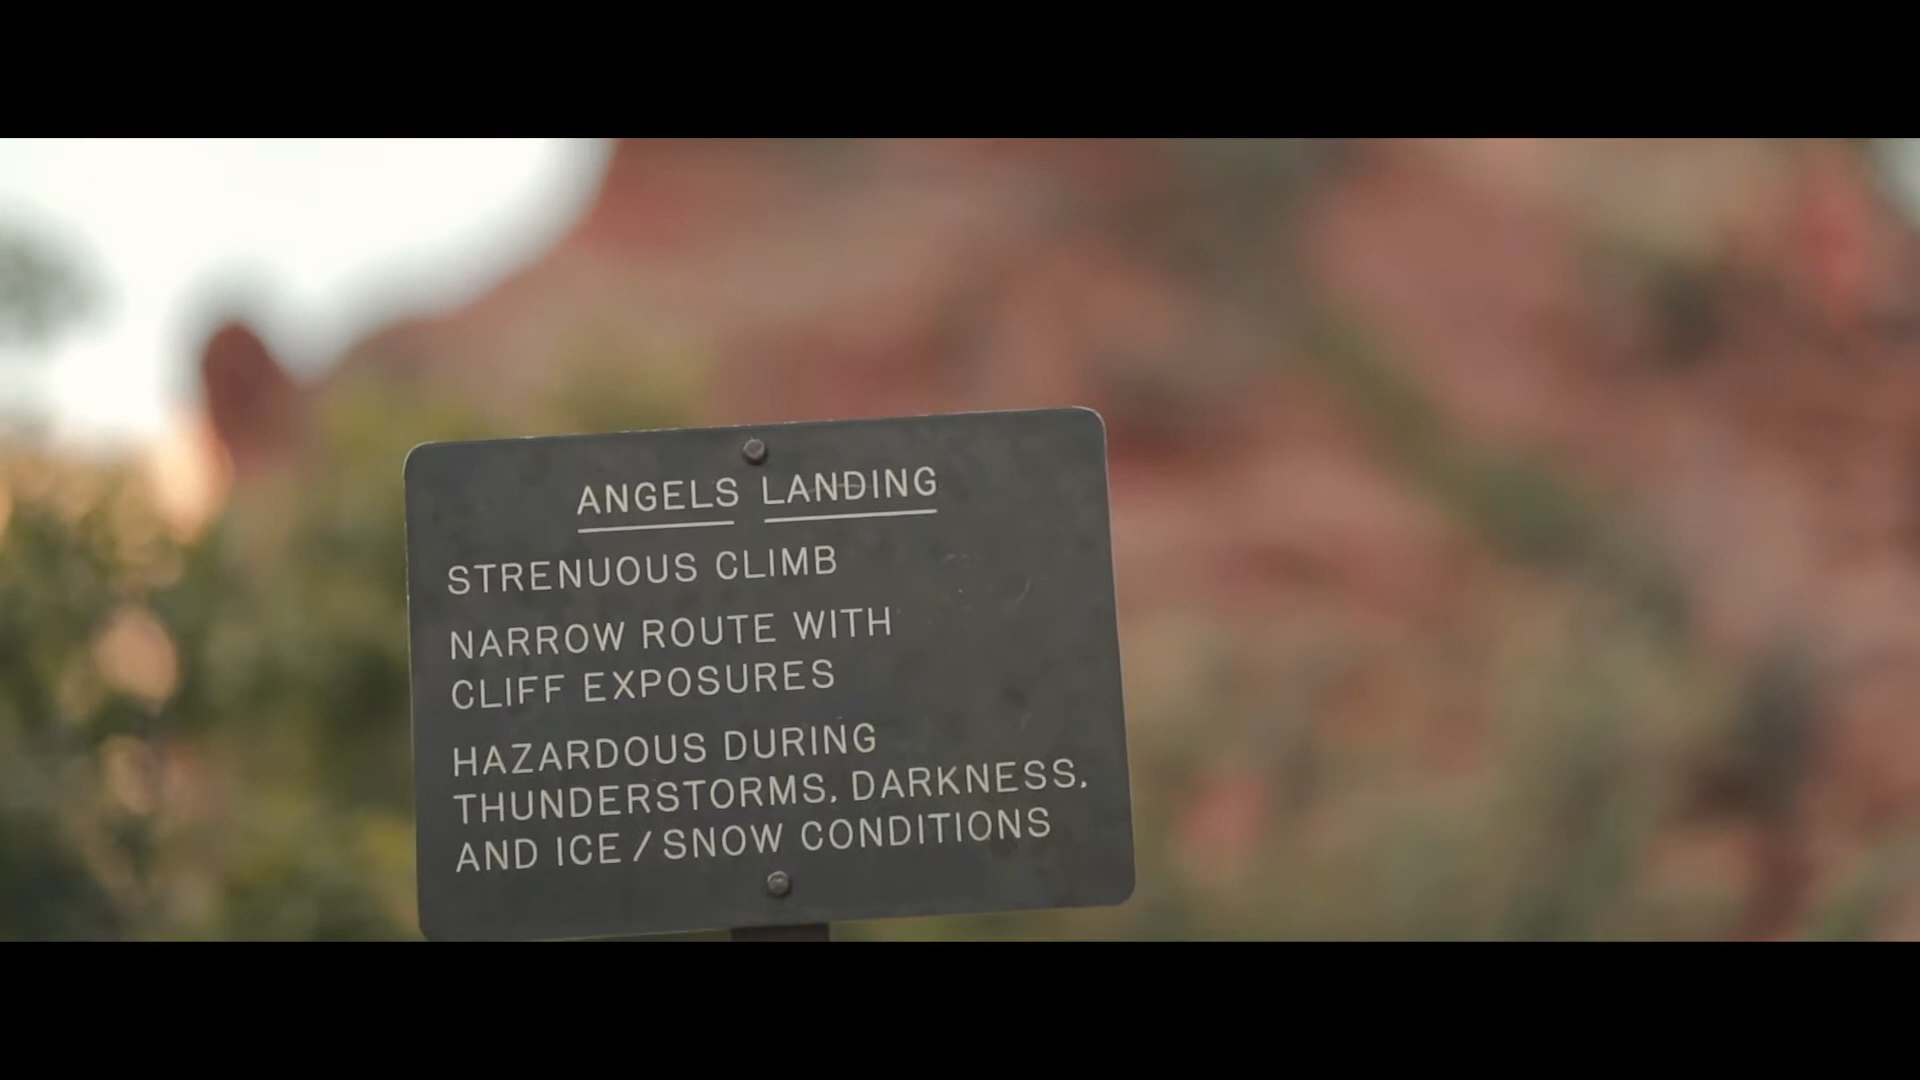 ANGELS LANDING
STRENUOUS CLIMB
NARROW ROUTE WITH
CLIFF EXPOSURES
HAZARDOUS DURING
THUNDERSTORMS, DARKNESS,
AND ICE / SNOW CONDITIONS